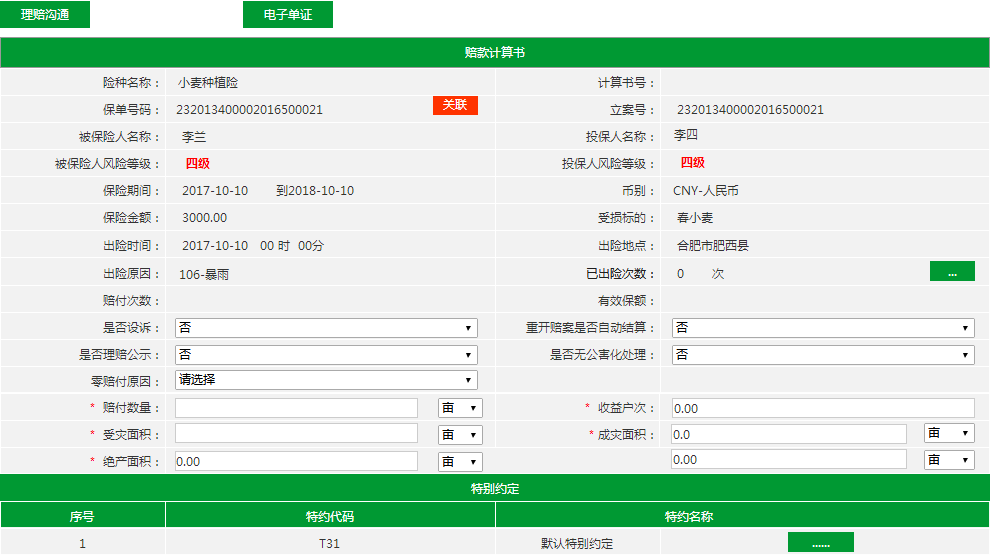 理赔沟通 电子单证
赔款计算书
险种名称： 小麦种植险 计算书号：
保单号码： 232013400002016500021 关联 立案号： 232013400002016500021
被保险人名称： 李兰 投保人名称： 李四
被保险人风险等级： 四级 投保人风险等级： 四级
保险期间： 2017-10-10 到2018-10-10 币别： CNY-人民币
保险金额： 3000.00 受损标的： 春小麦
出险时间： 2017-10-10 00 时 00分 出险地点： 合肥市肥西县
出险原因： 106-暴雨 已出险次数： 0 次 ...
赔付次数： 有效保额：
是否设诉： 否 重开赔案是否自动结算： 否
是否理赔公示： 否 是否无公害化处理： 否
零赔付原因： 请选择
* 赔付数量： 亩 * 收益户次： 0.00
* 受灾面积： 亩 * 成灾面积： 0.0 亩
* 绝产面积： 0.00 亩 0.00 亩
特别约定
序号 特约代码 特约名称
1 T31 默认特别约定 ......